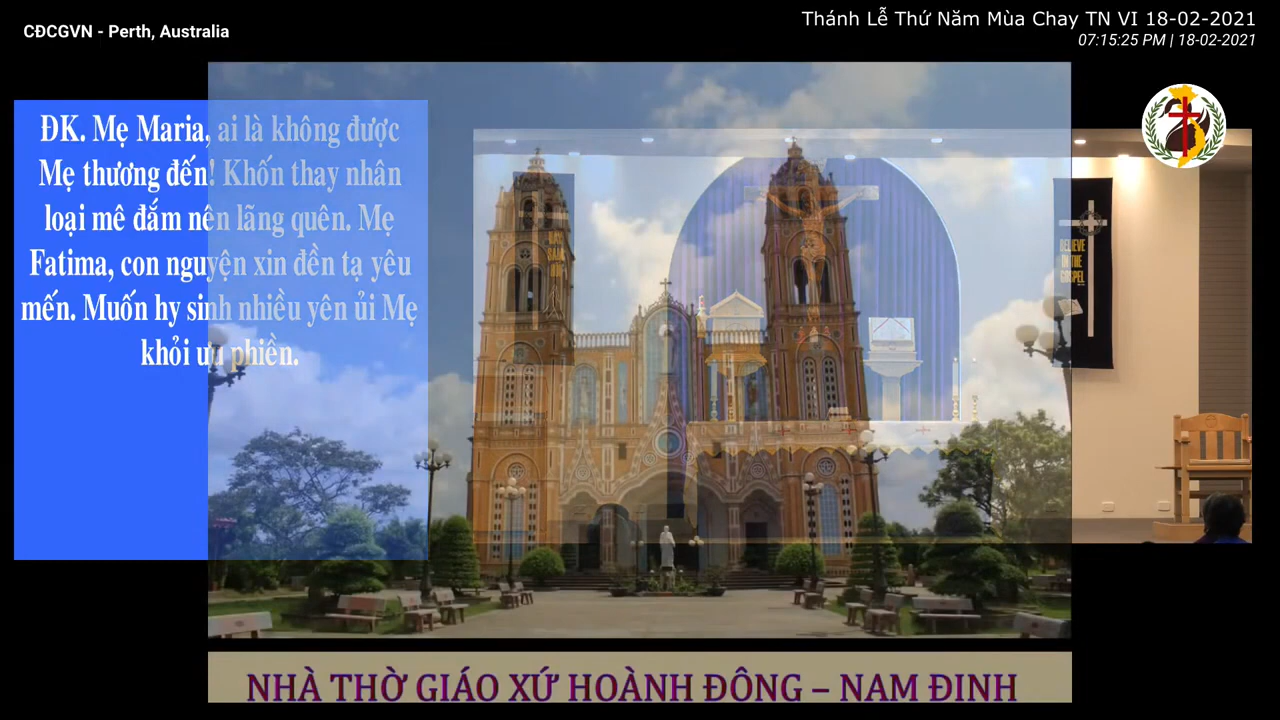 CĐCGVN - Perth, Australia
Thánh Lễ Thứ Năm Mùa Chay TN VI 18-02-2021
07:15:25 PM | 18-02-2021
ĐK. Mẹ Maria, ai là không được
Mẹ thương đến! Khốn thay nhân
loại mê đắm nên lãng quên. Mẹ
Fatima, con nguyện xin đền tạ yêu
mến. Muốn hy sinh nhiều yên ủi Mẹ
khỏi ưu phiền.
BELIEVE
IN THE
GOSPEL
NHÀ THỜ GIÁO XỨ HOÀNH ĐÔNG – NAM ĐINH